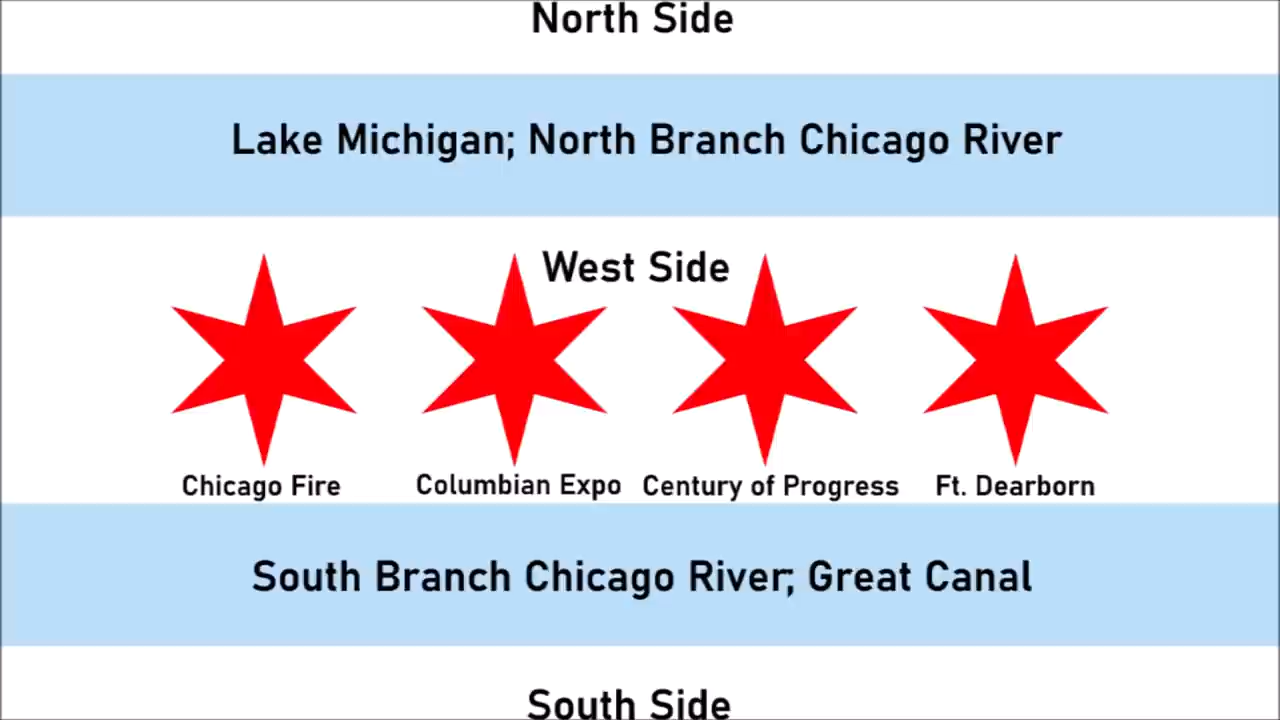 North Side
Lake Michigan; North Branch Chicago River
West Side
Chicago Fire
Columbian Expo
Century of Progress
Ft. Dearborn
South Branch Chicago River; Great Canal
South Side